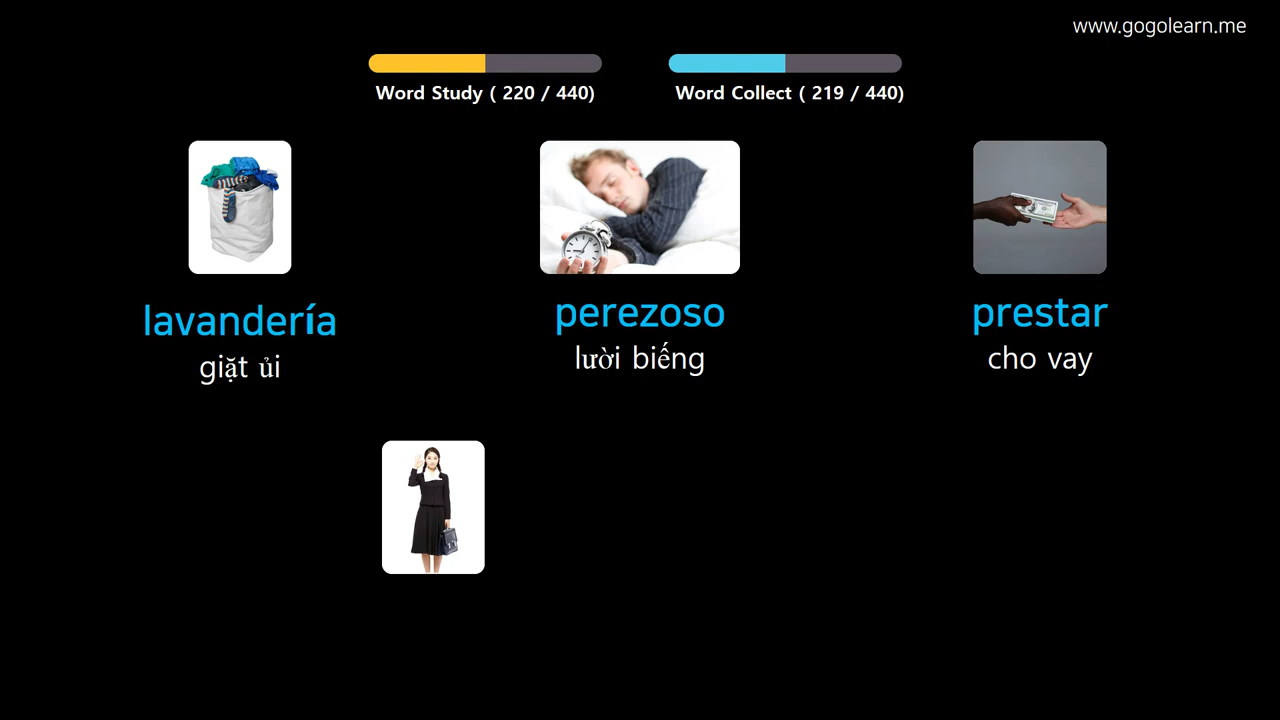 www.gogolearn.me
Word Study ( 220 / 440)
Word Collect ( 219 / 440)
lavandería
giặt ủi
perezoso
lười biếng
prestar
cho vay